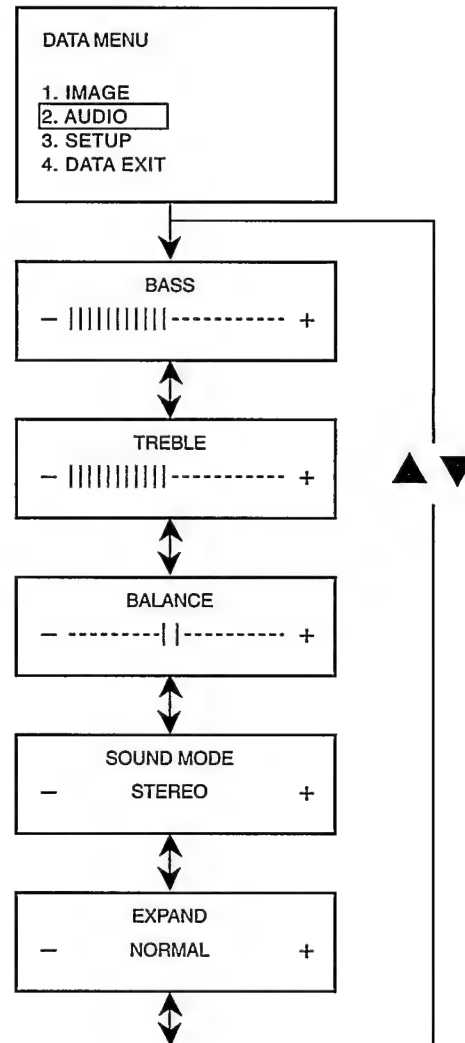 DATA MENU
1. IMAGE
2. AUDIO
3. SETUP
4. DATA EXIT
BASS
− |||||||||||------------ +
TREBLE
− |||||||||||------------ +
BALANCE
− ----------||----------- +
SOUND MODE
− STEREO +
EXPAND
− NORMAL +
▲ ▼